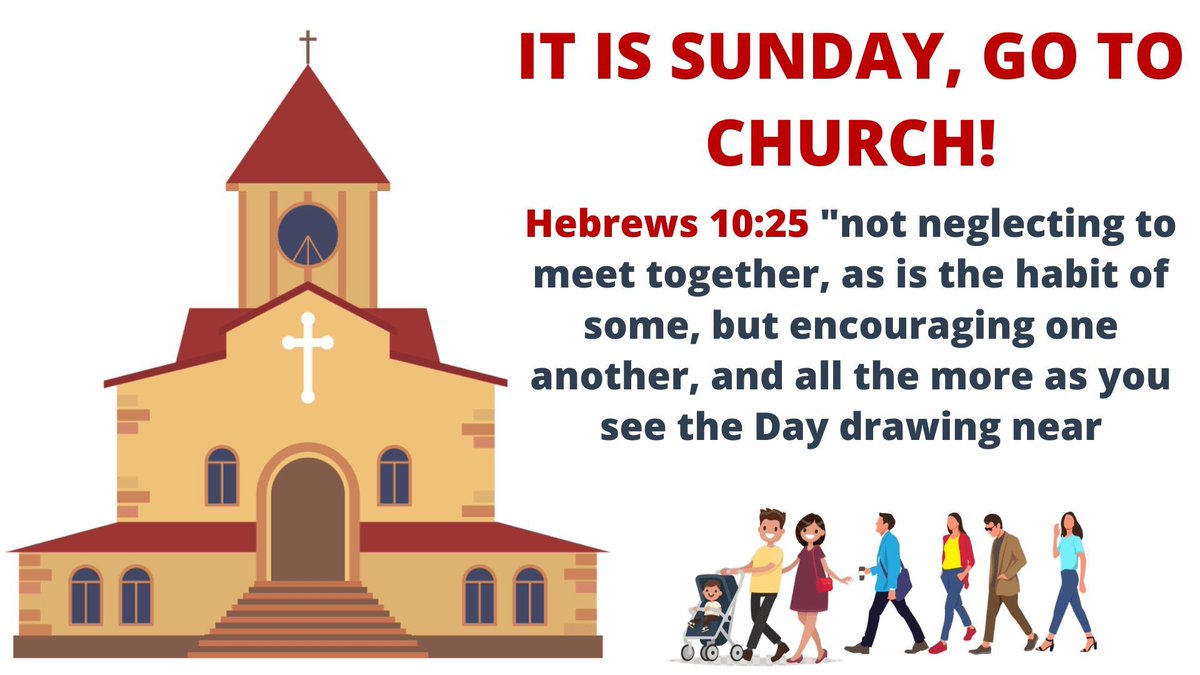 IT IS SUNDAY, GO TO
CHURCH!
Hebrews 10:25 "not neglecting to
meet together, as is the habit of
some, but encouraging one
another, and all the more as you
see the Day drawing near